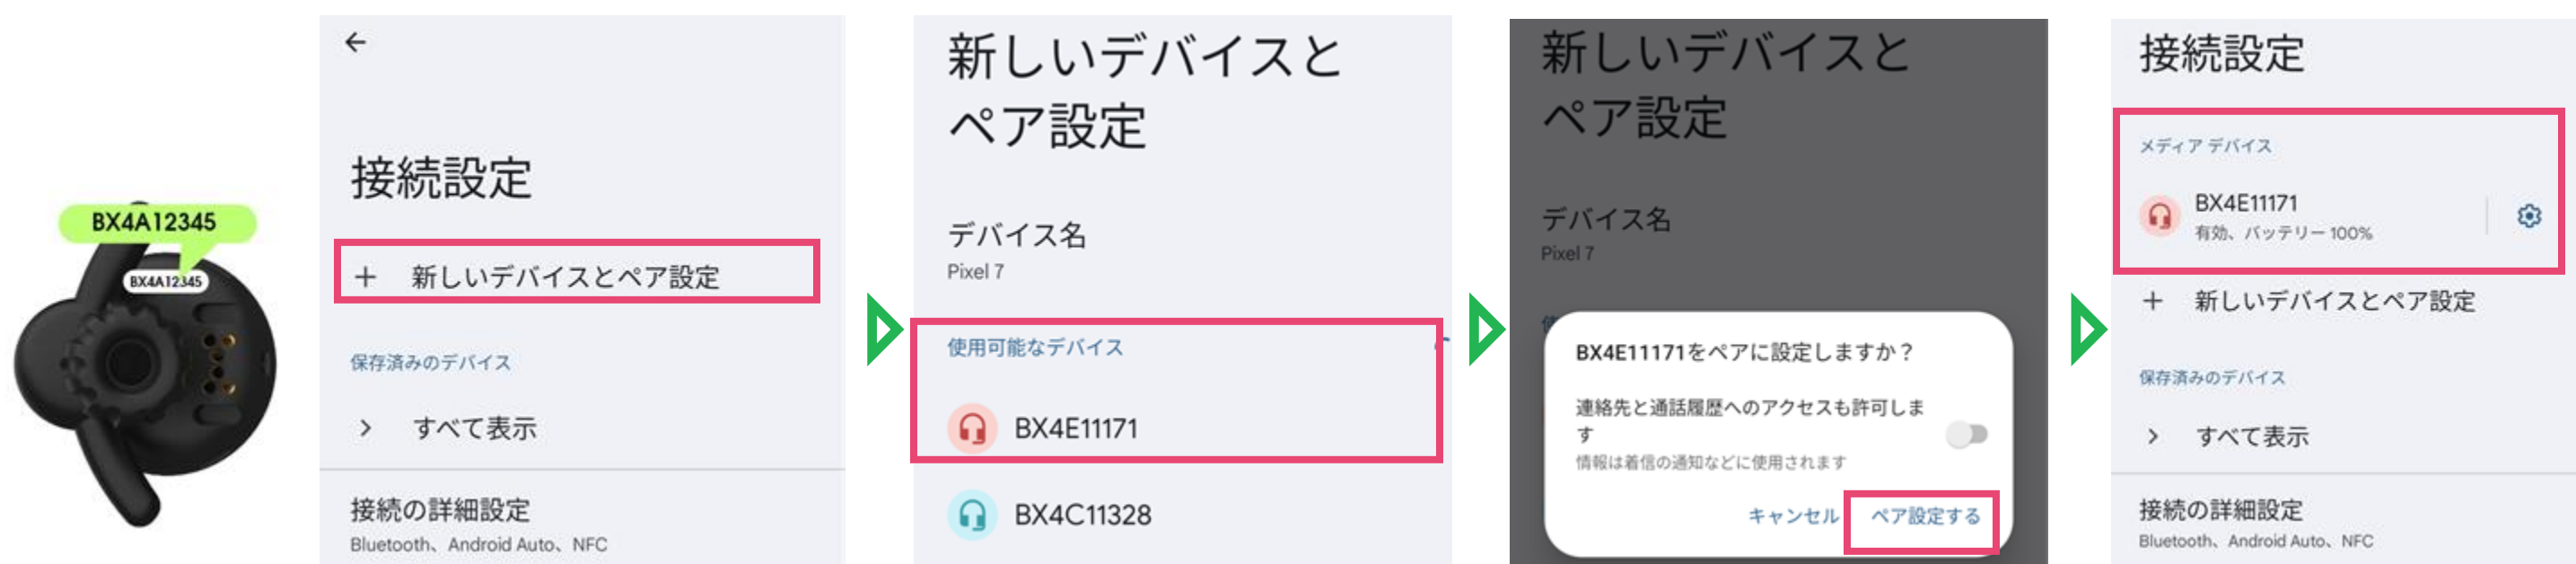 BX4A12345
BX4A12345
接続設定
新しいデバイスとペア設定
保存済みのデバイス
すべて表示
接続の詳細設定
Bluetooth、Android Auto、NFC
新しいデバイスと
ペア設定
デバイス名
Pixel 7
使用可能なデバイス
BX4E11171
BX4C11328
新しいデバイスと
ペア設定
デバイス名
Pixel 7
使
BX4E11171をペアに設定しますか？
連絡先と通話履歴へのアクセスも許可しま
す
情報は着信の通知などに使用されます
キャンセル
ペア設定する
接続設定
メディア デバイス
BX4E11171
有効、バッテリー 100%
新しいデバイスとペア設定
保存済みのデバイス
すべて表示
接続の詳細設定
Bluetooth、Android Auto、NFC